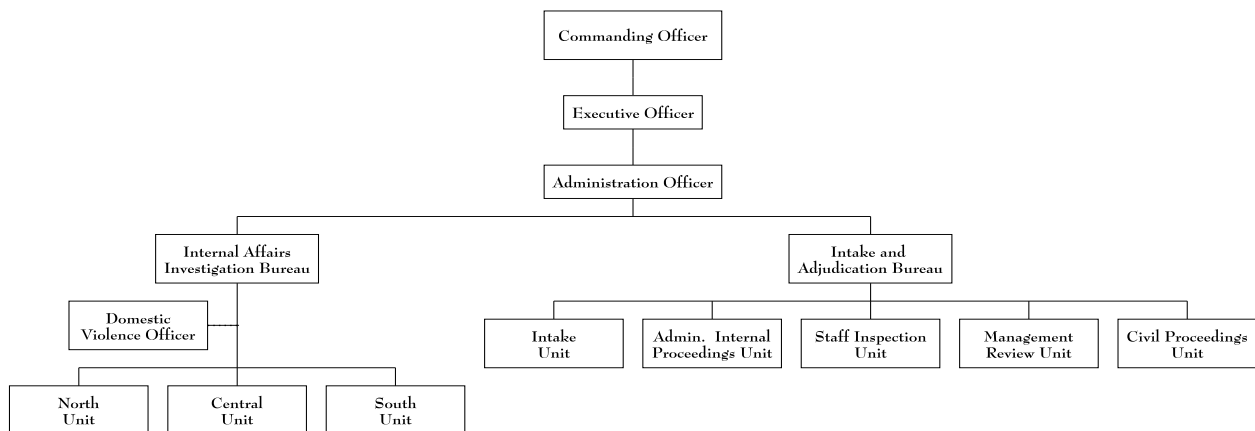 Commanding Officer
Executive Officer
Administration Officer
Internal Affairs
Investigation Bureau
Intake and
Adjudication Bureau
Domestic
Violence Officer
Intake
Unit
Admin. Internal
Proceedings Unit
Staff Inspection
Unit
Management
Review Unit
Civil Proceedings
Unit
North
Unit
Central
Unit
South
Unit